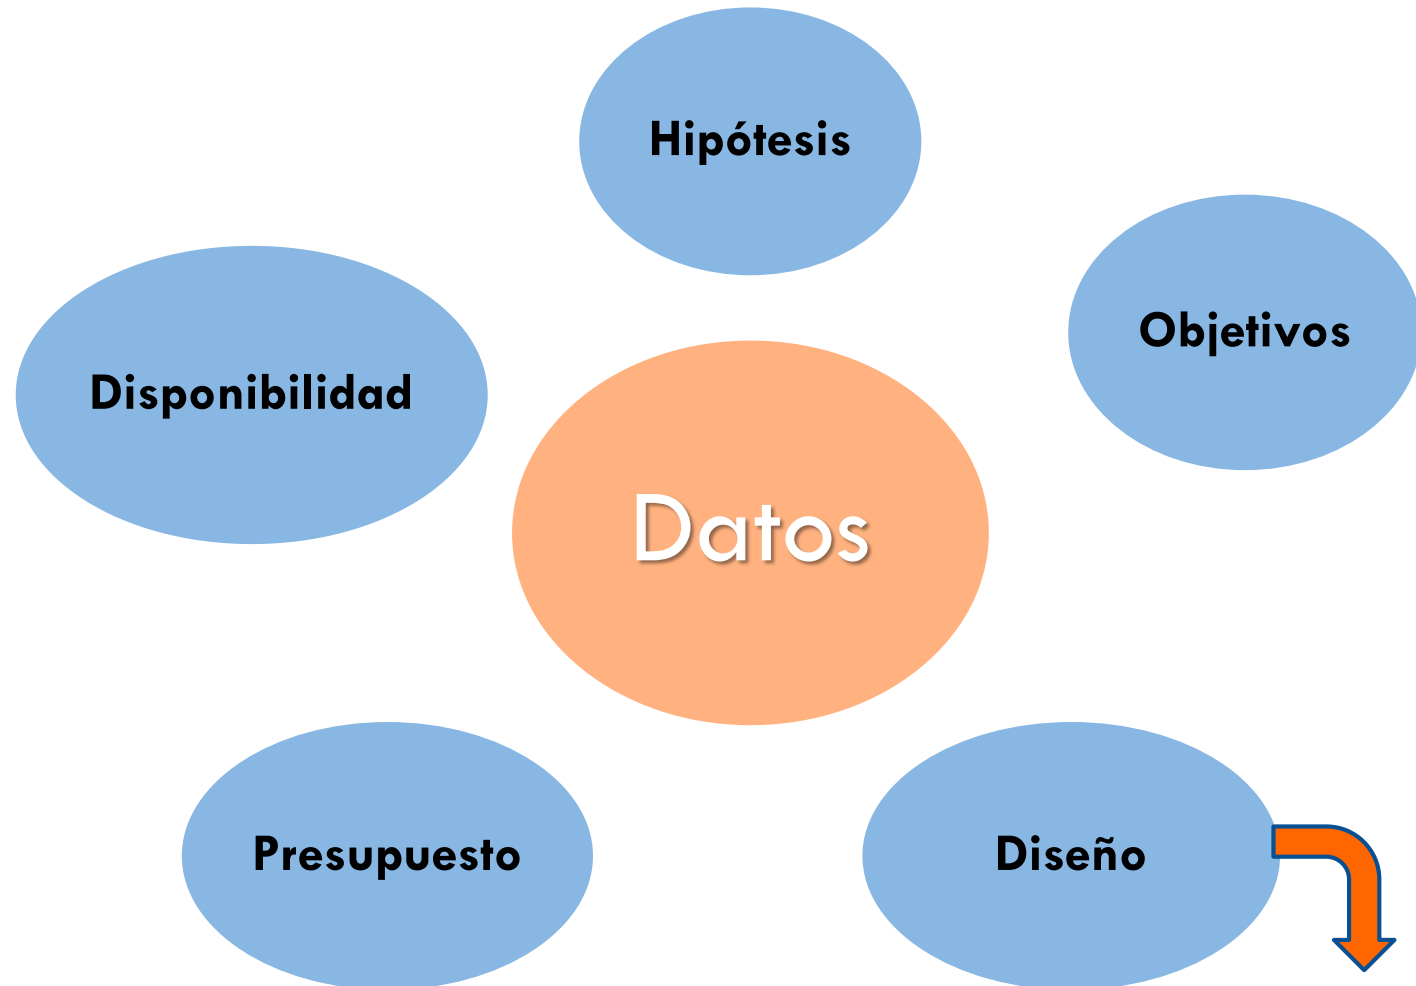 Hipótesis
Objetivos
Disponibilidad
Datos
Presupuesto
Diseño